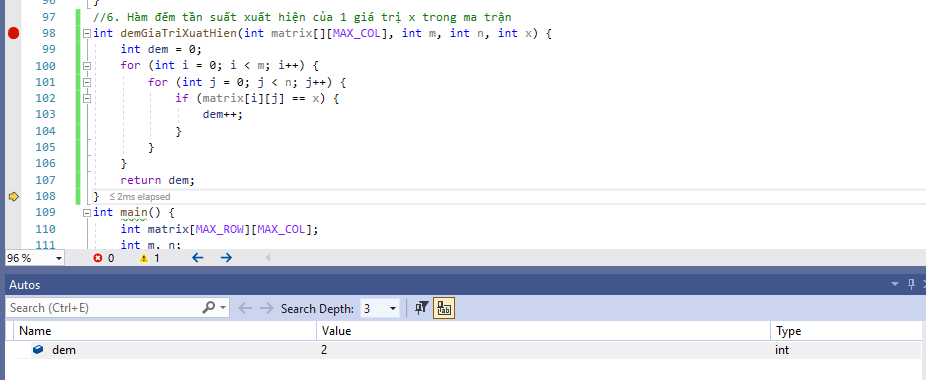 96
97 //6. Hàm đếm tần suất xuất hiện của 1 giá trị x trong ma trận
98 int demGiaTriXuatHien(int matrix[][MAX_COL], int m, int n, int x) {
99 int dem = 0;
100 for (int i = 0; i < m; i++) {
101 for (int j = 0; j < n; j++) {
102 if (matrix[i][j] == x) {
103 dem++;
104 }
105 }
106 }
107 return dem;
108 } ≤ 2ms elapsed
109 int main() {
110 int matrix[MAX_ROW][MAX_COL];
111 int m, n;
96 % 0 1
Autos
Search (Ctrl+E) Search Depth: 3
Name Value Type
dem 2 int